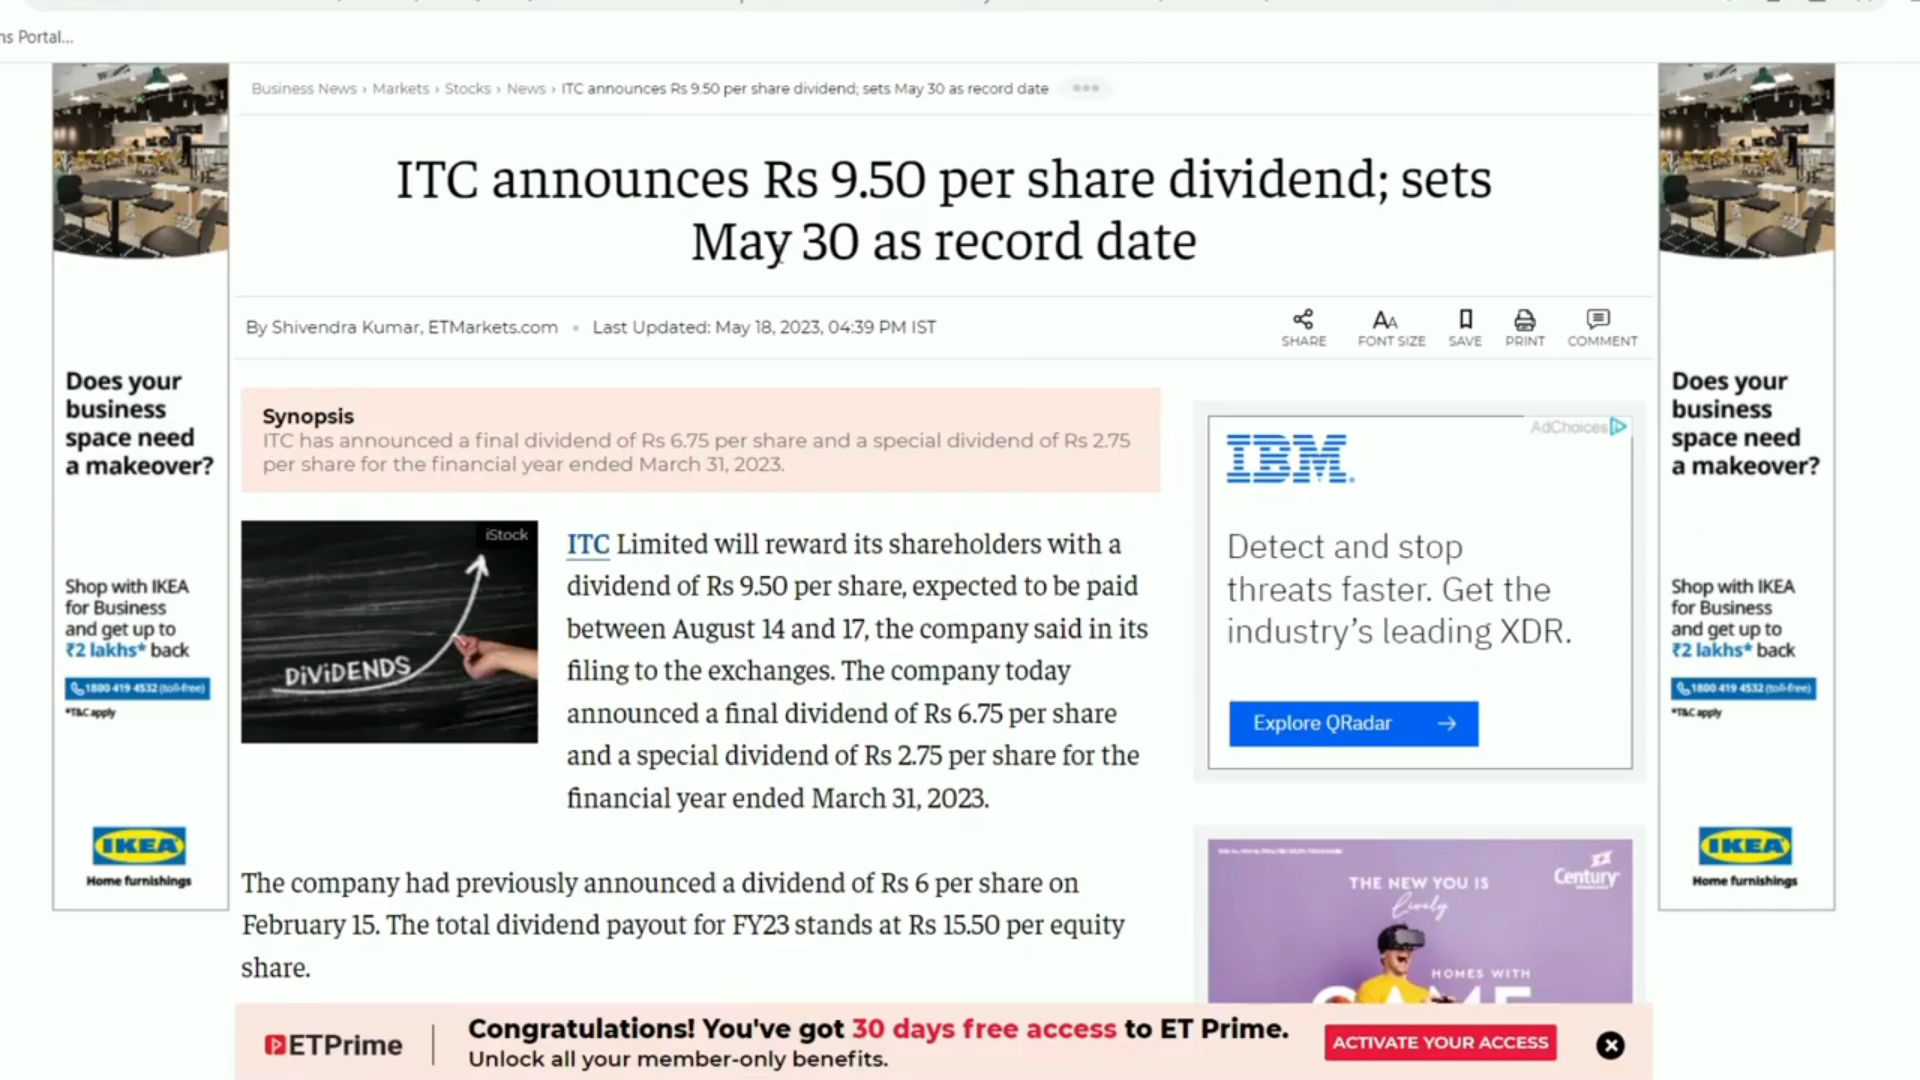 ns Portal...
Business News › Markets › Stocks › News › ITC announces Rs 9.50 per share dividend; sets May 30 as record date
ITC announces Rs 9.50 per share dividend; sets
May 30 as record date
By Shivendra Kumar, ETMarkets.com • Last Updated: May 18, 2023, 04:39 PM IST
SHARE
FONT SIZE
SAVE
PRINT
COMMENT
Does your
business
space need
a makeover?
Shop with IKEA
for Business
and get up to
₹2 lakhs* back
1800 419 4532 (toll-free)
*T&C apply
IKEA
Home furnishings
Synopsis
ITC has announced a final dividend of Rs 6.75 per share and a special dividend of Rs 2.75
per share for the financial year ended March 31, 2023.
iStock
DiViDENDS
ITC Limited will reward its shareholders with a
dividend of Rs 9.50 per share, expected to be paid
between August 14 and 17, the company said in its
filing to the exchanges. The company today
announced a final dividend of Rs 6.75 per share
and a special dividend of Rs 2.75 per share for the
financial year ended March 31, 2023.
The company had previously announced a dividend of Rs 6 per share on
February 15. The total dividend payout for FY23 stands at Rs 15.50 per equity
share.
AdChoices
IBM
Detect and stop
threats faster. Get the
industry's leading XDR.
Explore QRadar →
Century
THE NEW YOU IS
Lively
HOMES WITH
GAME
Does your
business
space need
a makeover?
Shop with IKEA
for Business
and get up to
₹2 lakhs* back
1800 419 4532 (toll-free)
*T&C apply
IKEA
Home furnishings
ETPrime
Congratulations! You've got 30 days free access to ET Prime.
Unlock all your member-only benefits.
ACTIVATE YOUR ACCESS